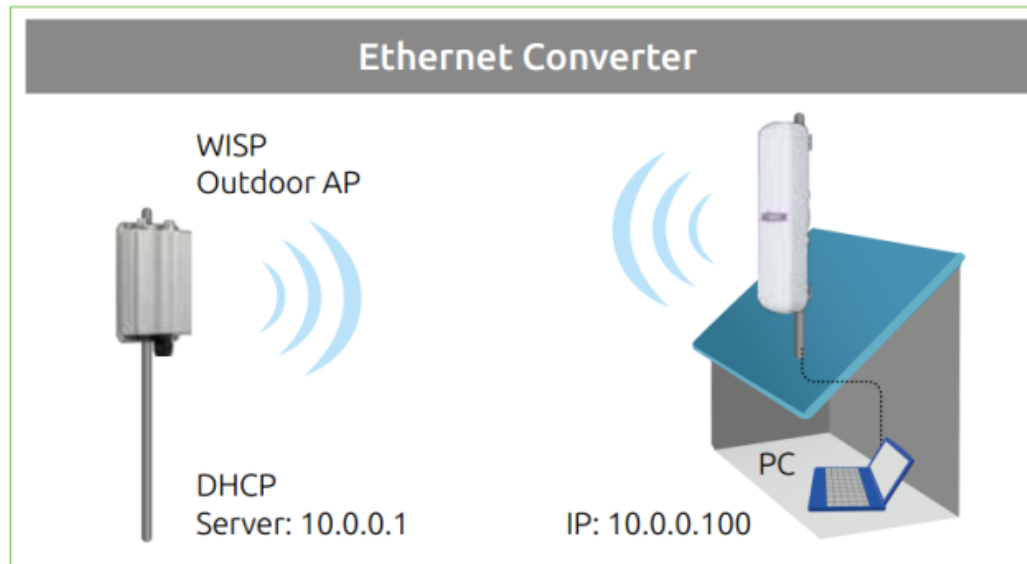 Ethernet Converter
WISP
Outdoor AP
DHCP
Server: 10.0.0.1
PC
IP: 10.0.0.100